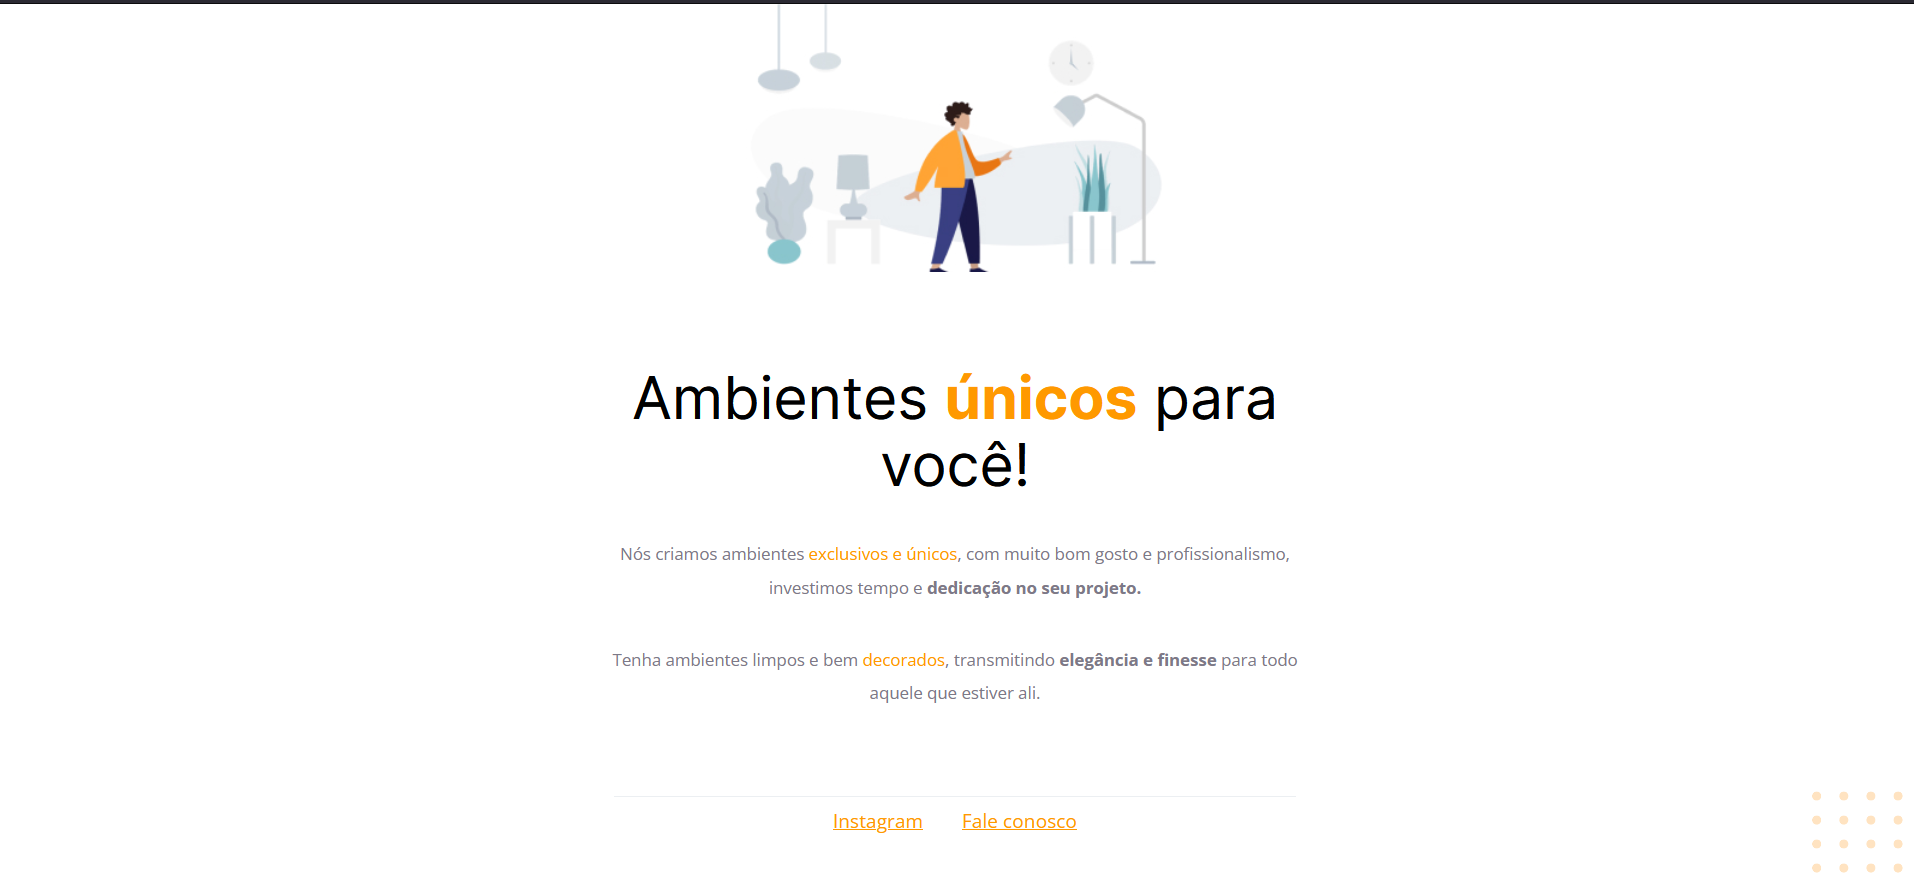 Ambientes únicos para
você!
Nós criamos ambientes exclusivos e únicos, com muito bom gosto e profissionalismo,
investimos tempo e dedicação no seu projeto.
Tenha ambientes limpos e bem decorados, transmitindo elegância e finesse para todo
aquele que estiver ali.
Instagram Fale conosco